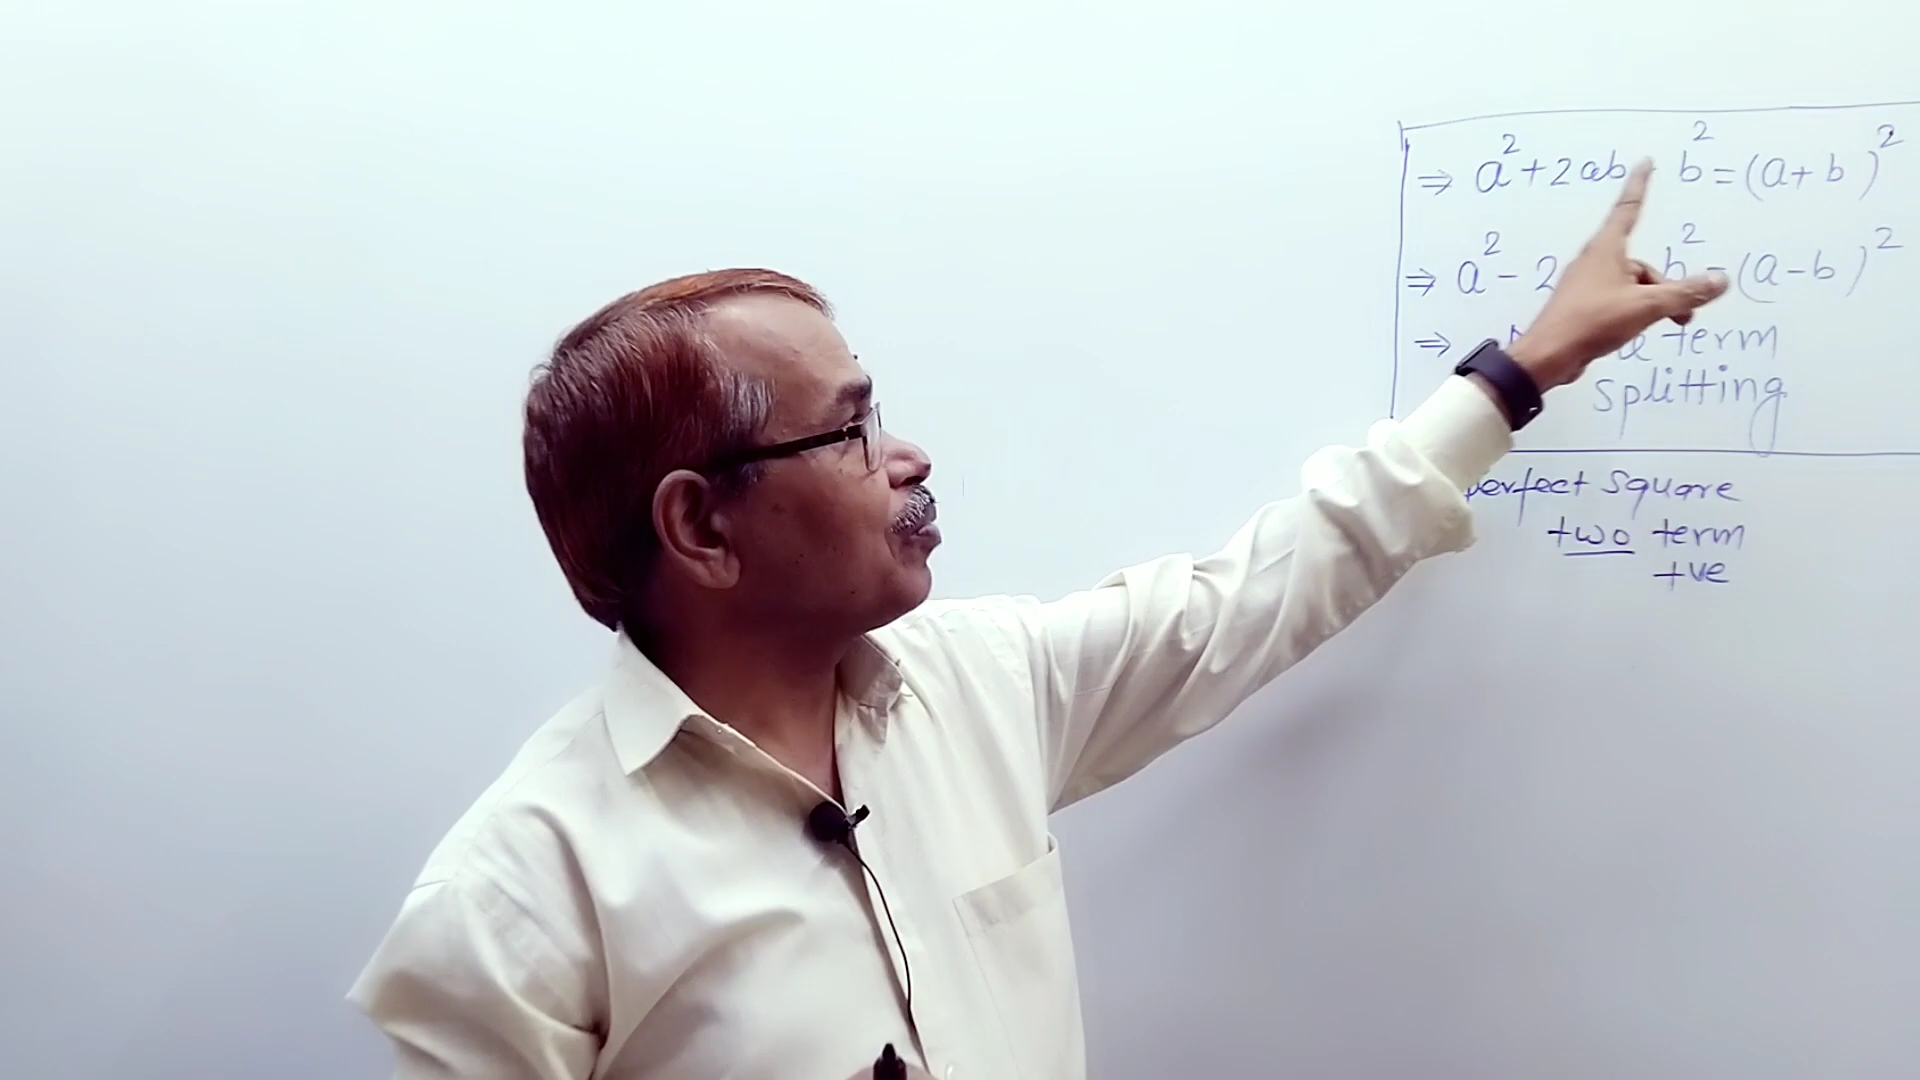 ⇒ a² + 2ab + b² = (a + b)²
⇒ a² - 2 b² = (a - b)²
⇒ term
splitting
perfect square
two term
+ve